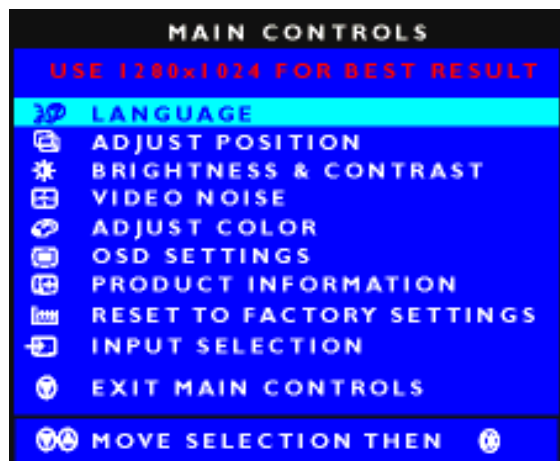 MAIN CONTROLS
USE 1280x1024 FOR BEST RESULT
LANGUAGE
ADJUST POSITION
BRIGHTNESS & CONTRAST
VIDEO NOISE
ADJUST COLOR
OSD SETTINGS
PRODUCT INFORMATION
RESET TO FACTORY SETTINGS
INPUT SELECTION
EXIT MAIN CONTROLS
MOVE SELECTION THEN